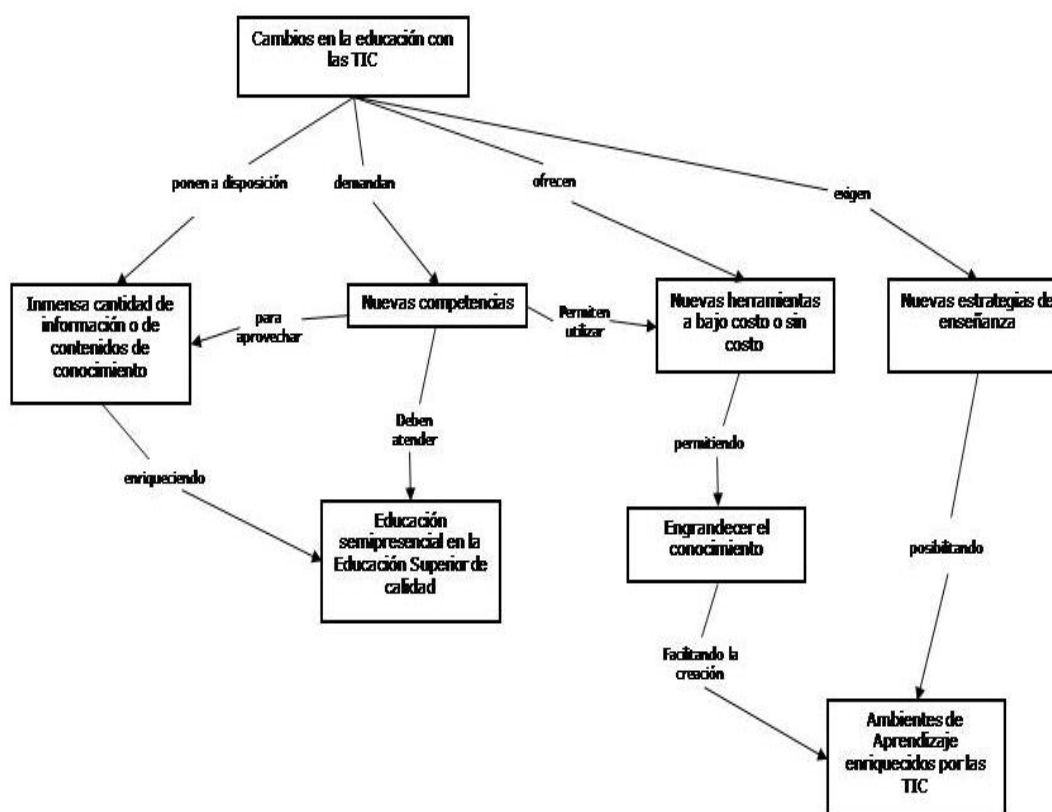 Cambios en la educación con
las TIC
ponen a disposición
demandan
ofrecen
exigen
Inmensa cantidad de
información o de
contenidos de
conocimiento
para
aprovechar
Nuevas competencias
Permiten
utilizar
Nuevas herramientas
a bajo costo o sin
costo
Nuevas estrategias de
enseñanza
enriqueciendo
Deben
atender
permitiendo
Educación
semipresencial en la
Educación Superior de
calidad
Engrandecer el
conocimiento
posibilitando
Facilitando la
creación
Ambientes de
Aprendizaje
enriquecidos por las
TIC